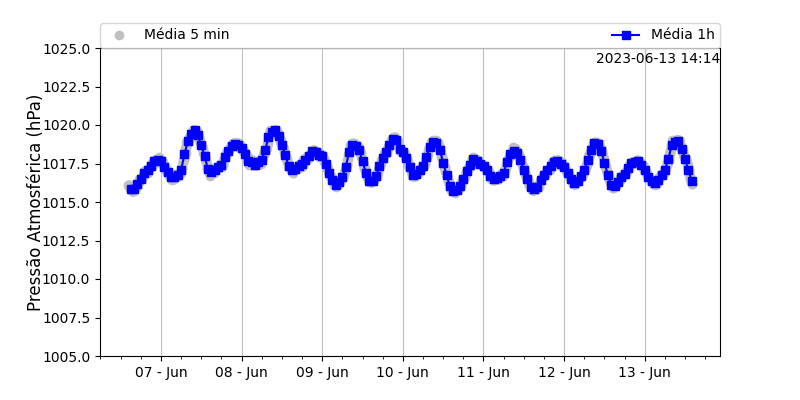 Média 5 min
Média 1h
2023-06-13 14:14
Pressão Atmosférica (hPa)
1025.0
1022.5
1020.0
1017.5
1015.0
1012.5
1010.0
1007.5
1005.0
07 - Jun
08 - Jun
09 - Jun
10 - Jun
11 - Jun
12 - Jun
13 - Jun